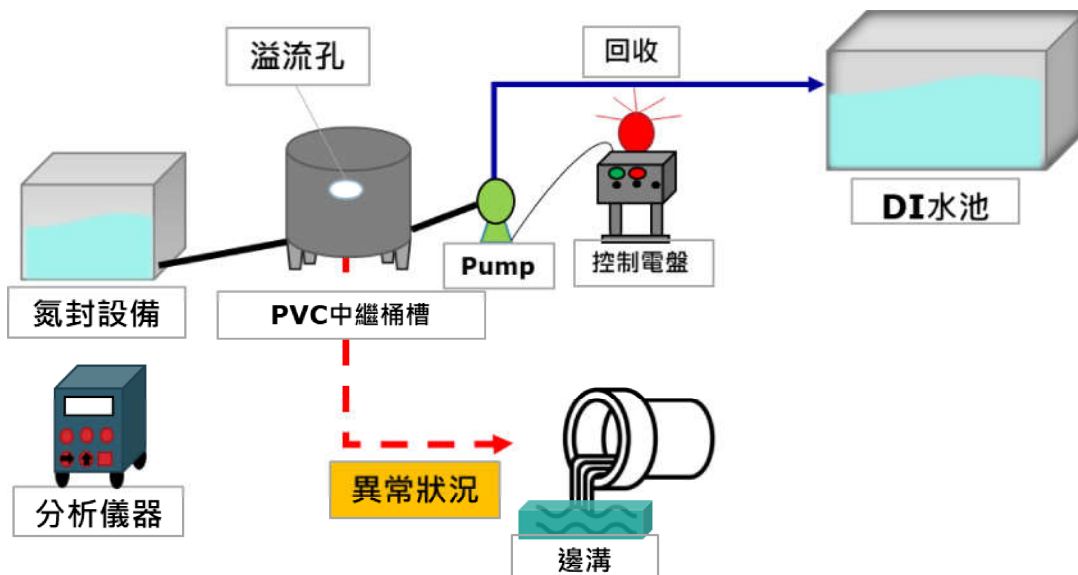 溢流孔
回收
DI水池
Pump
控制電盤
氮封設備
PVC中繼桶槽
異常狀況
分析儀器
邊溝